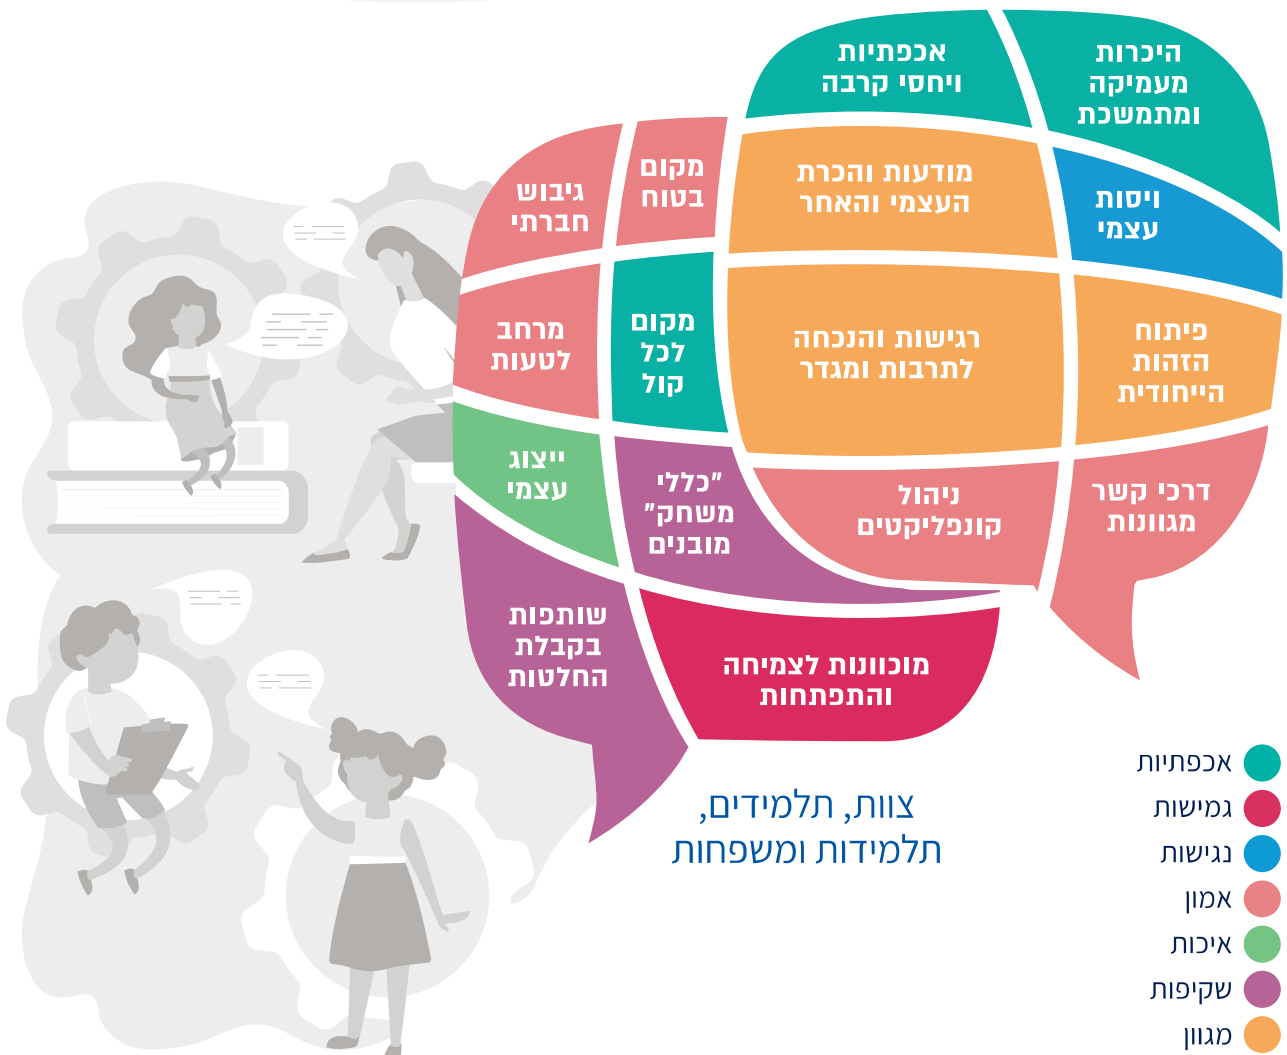 היכרות
מעמיקה
ומתמשכת
אכפתיות
ויחסי קרבה
ויסות
עצמי
מודעות והכרת
העצמי והאחר
מקום
בטוח
גיבוש
חברתי
פיתוח
הזהות
הייחודית
רגישות והנכחה
לתרבות ומגדר
מקום
לכל
קול
מרחב
לטעות
דרכי קשר
מגוונות
ניהול
קונפליקטים
"כללי
משחק"
מובנים
ייצוג
עצמי
מוכוונות לצמיחה
והתפתחות
שותפות
בקבלת
החלטות
צוות, תלמידים,
תלמידות ומשפחות
אכפתיות
גמישות
נגישות
אמון
איכות
שקיפות
מגוון